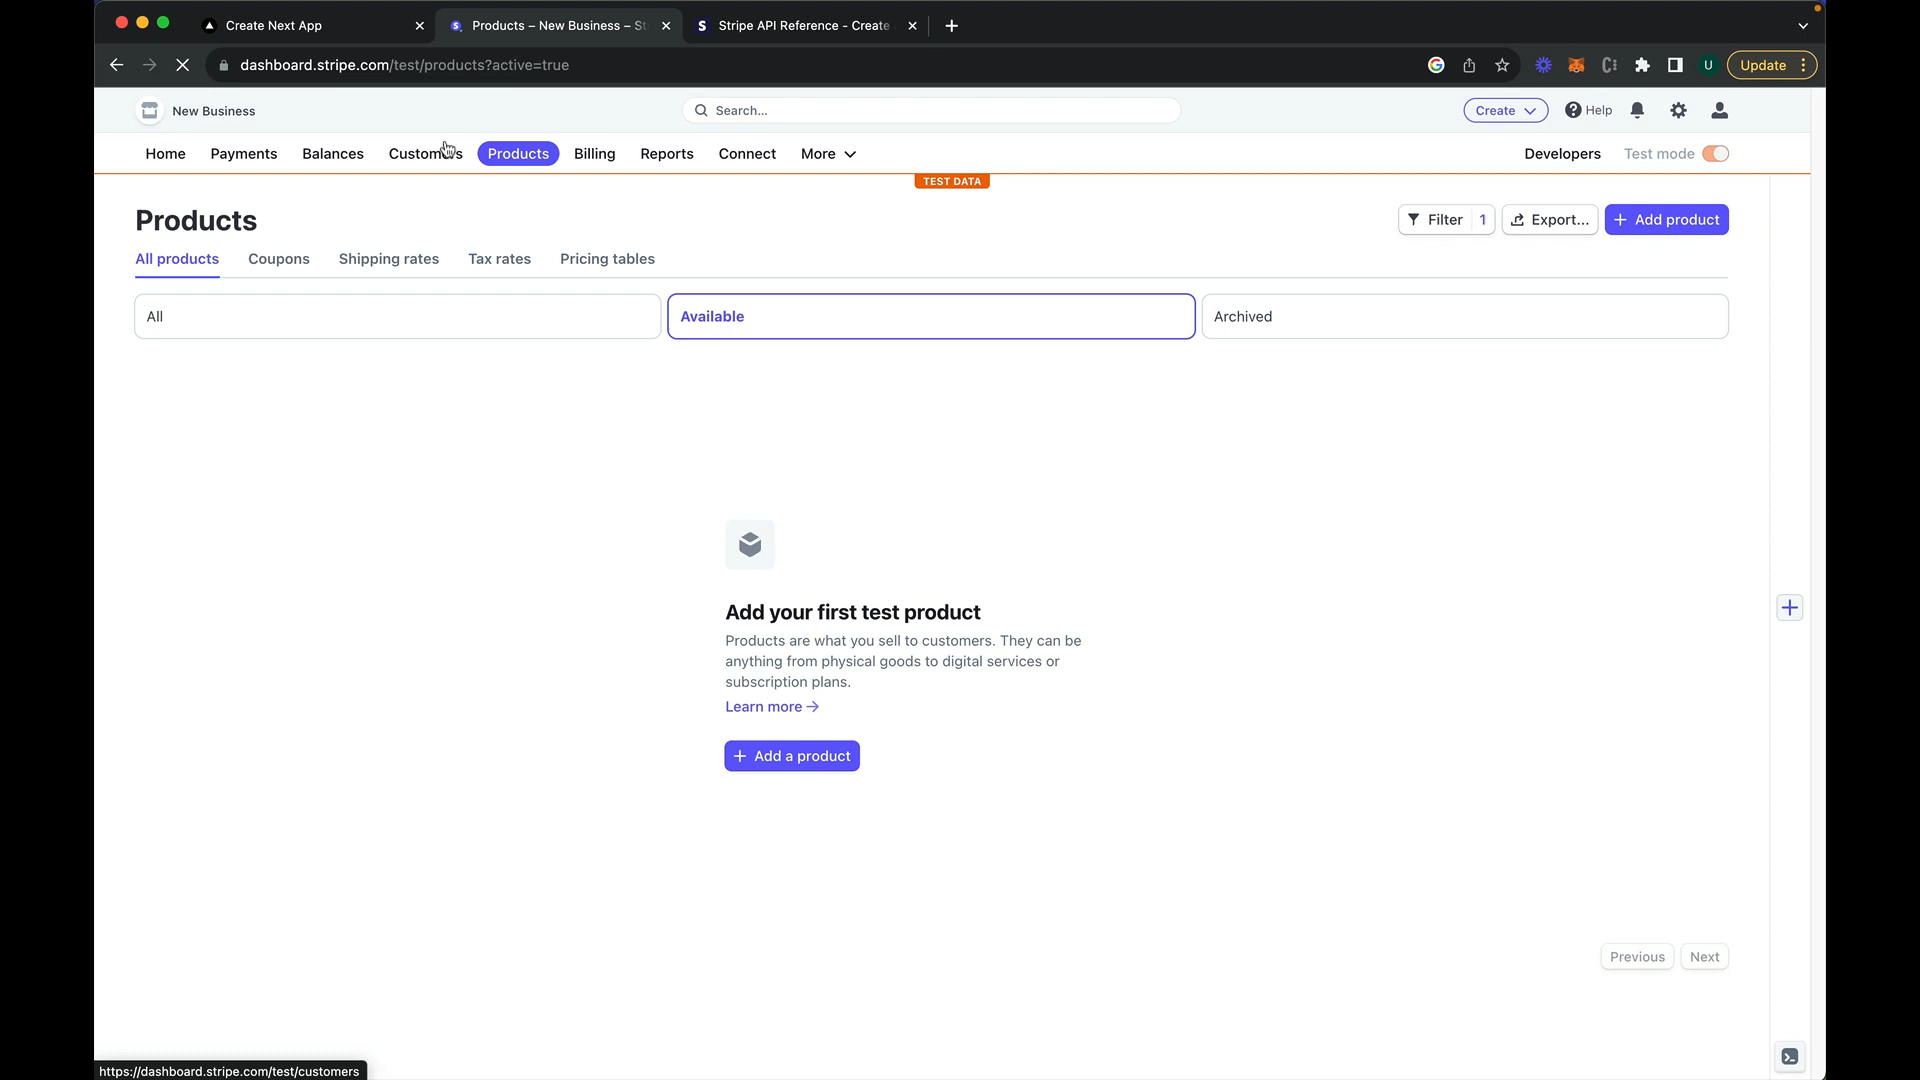 Create Next App
Products – New Business – St
Stripe API Reference - Create
dashboard.stripe.com/test/products?active=true
U
Update
New Business
Search...
Create
Help
Home
Payments
Balances
Customers
Products
Billing
Reports
Connect
More
Developers
Test mode
TEST DATA
Products
Filter 1
Export...
Add product
All products
Coupons
Shipping rates
Tax rates
Pricing tables
All
Available
Archived
Add your first test product
Products are what you sell to customers. They can be
anything from physical goods to digital services or
subscription plans.
Learn more →
+ Add a product
Previous
Next
https://dashboard.stripe.com/test/customers